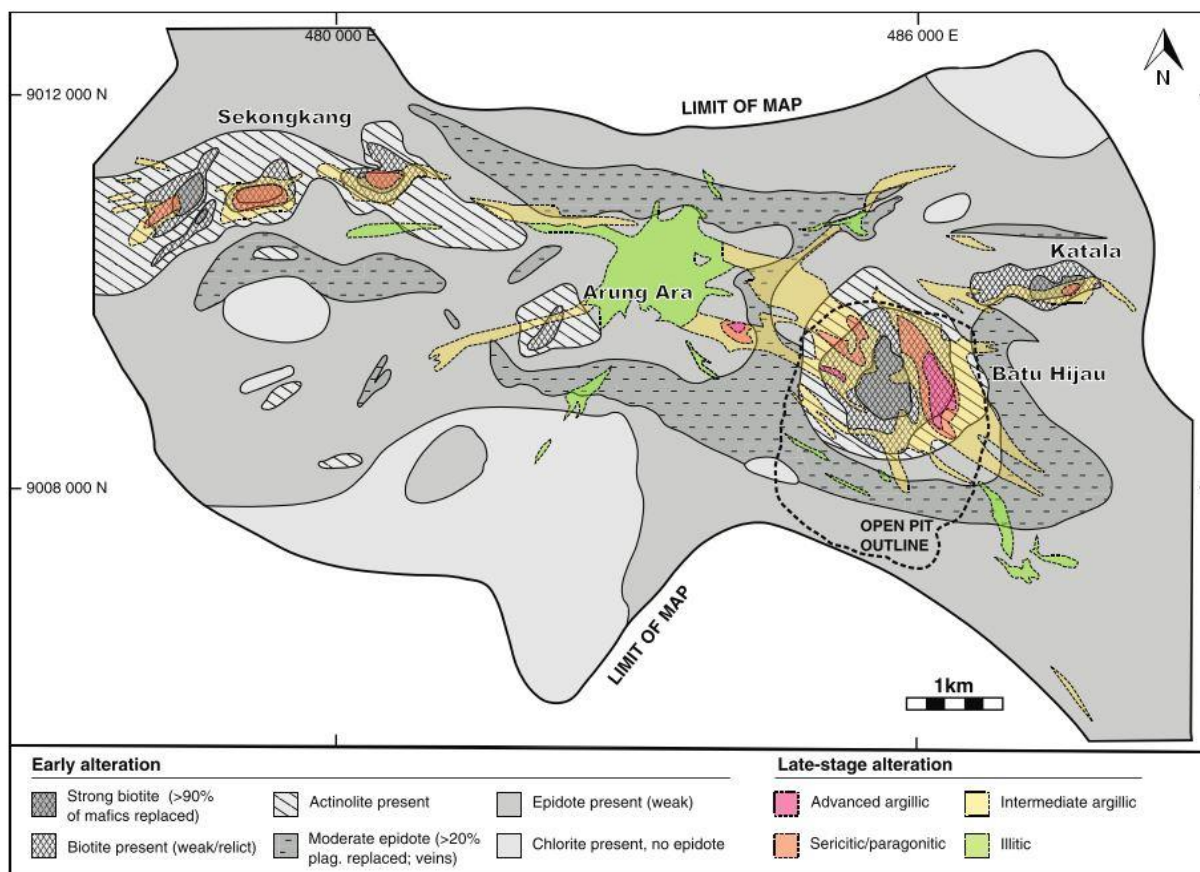 480 000 E
486 000 E
N
9012 000 N
LIMIT OF MAP
Sekongkang
Katala
Arung Ara
Batu Hijau
9008 000 N
OPEN PIT
OUTLINE
LIMIT OF MAP
1km
Early alteration
Strong biotite (>90%
of mafics replaced)
Biotite present (weak/relict)
Actinolite present
Moderate epidote (>20%
plag. replaced; veins)
Epidote present (weak)
Chlorite present, no epidote
Late-stage alteration
Advanced argillic
Sericitic/paragonitic
Intermediate argillic
Illitic